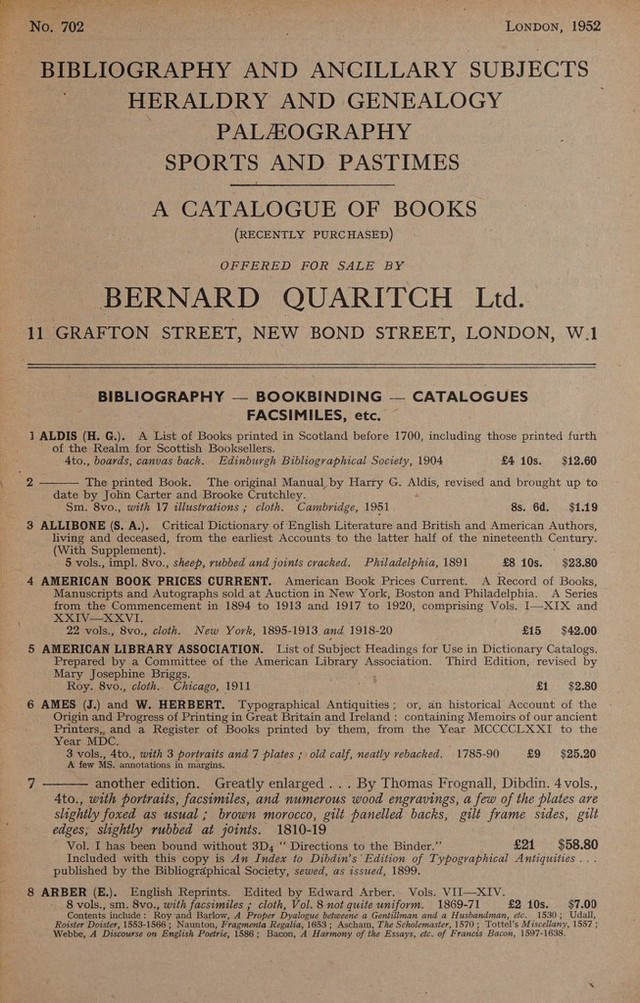 No. 702 London, 1952
BIBLIOGRAPHY AND ANCILLARY SUBJECTS
HERALDRY AND GENEALOGY
PALÆOGRAPHY
SPORTS AND PASTIMES
A CATALOGUE OF BOOKS
(RECENTLY PURCHASED)
OFFERED FOR SALE BY
BERNARD QUARITCH Ltd.
11 GRAFTON STREET, NEW BOND STREET, LONDON, W.1
BIBLIOGRAPHY — BOOKBINDING — CATALOGUES
FACSIMILES, etc.
1 ALDIS (H. G.). A List of Books printed in Scotland before 1700, including those printed furth
of the Realm for Scottish Booksellers.
4to., boards, canvas back. Edinburgh Bibliographical Society, 1904 £4 10s. $12.60
2 ——— The printed Book. The original Manual by Harry G. Aldis, revised and brought up to
date by John Carter and Brooke Crutchley.
Sm. 8vo., with 17 illustrations; cloth. Cambridge, 1951 8s. 6d. $1.19
3 ALLIBONE (S. A.). Critical Dictionary of English Literature and British and American Authors,
living and deceased, from the earliest Accounts to the latter half of the nineteenth Century.
(With Supplement).
5 vols., impl. 8vo., sheep, rubbed and joints cracked. Philadelphia, 1891 £8 10s. $23.80
4 AMERICAN BOOK PRICES CURRENT. American Book Prices Current. A Record of Books,
Manuscripts and Autographs sold at Auction in New York, Boston and Philadelphia. A Series
from the Commencement in 1894 to 1913 and 1917 to 1920, comprising Vols. I—XIX and
XXIV—XXVI.
22 vols., 8vo., cloth. New York, 1895-1913 and 1918-20 £15 $42.00
5 AMERICAN LIBRARY ASSOCIATION. List of Subject Headings for Use in Dictionary Catalogs.
Prepared by a Committee of the American Library Association. Third Edition, revised by
Mary Josephine Briggs.
Roy. 8vo., cloth. Chicago, 1911 £1 $2.80
6 AMES (J.) and W. HERBERT. Typographical Antiquities; or, an historical Account of the
Origin and Progress of Printing in Great Britain and Ireland: containing Memoirs of our ancient
Printers, and a Register of Books printed by them, from the Year MCCCCLXXI to the
Year MDC.
3 vols., 4to., with 3 portraits and 7 plates; old calf, neatly rebacked. 1785-90 £9 $25.20
A few MS. annotations in margins.
7 ——— another edition. Greatly enlarged . . . By Thomas Frognall, Dibdin. 4 vols.,
4to., with portraits, facsimiles, and numerous wood engravings, a few of the plates are
slightly foxed as usual; brown morocco, gilt panelled backs, gilt frame sides, gilt
edges, slightly rubbed at joints. 1810-19
Vol. I has been bound without 3D4 “Directions to the Binder.” £21 $58.80
Included with this copy is An Index to Dibdin's Edition of Typographical Antiquities . . .
published by the Bibliographical Society, sewed, as issued, 1899.
8 ARBER (E.). English Reprints. Edited by Edward Arber. Vols. VII—XIV.
8 vols., sm. 8vo., with facsimiles; cloth, Vol. 8 not quite uniform. 1869-71 £2 10s. $7.00
Contents include: Roy and Barlow, A Proper Dyalogue betweene a Gentillman and a Husbandman, etc. 1530; Udall,
Roister Doister, 1553-1566; Naunton, Fragmenta Regalia, 1653; Ascham, The Scholemaster, 1570; Tottel's Miscellany, 1557;
Webbe, A Discourse on English Poetrie, 1586; Bacon, A Harmony of the Essays, etc. of Francis Bacon, 1597-1638.